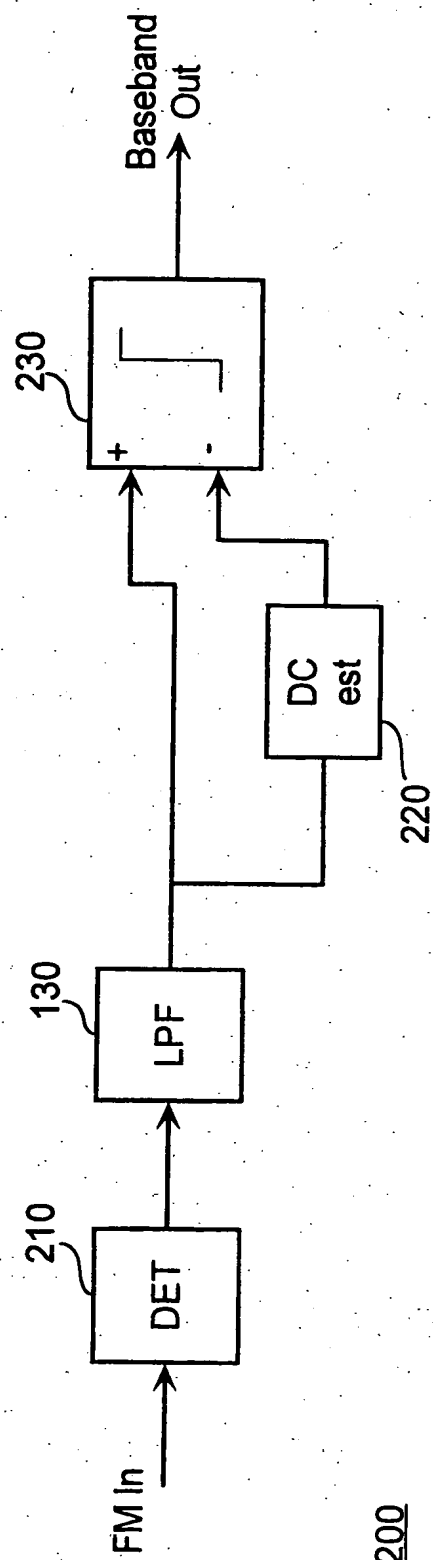 FM In
210
DET
130
LPF
DC
est
220
230
+
-
Baseband
Out
200